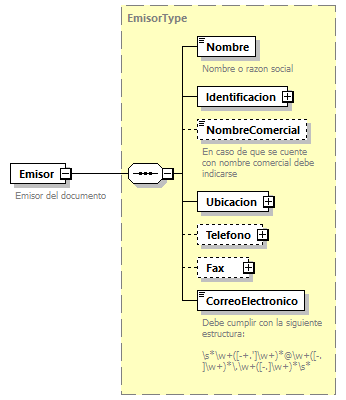 EmisorType
Nombre
Nombre o razon social
Identificacion
NombreComercial
En caso de que se cuente
con nombre comercial debe
indicarse
Emisor
Emisor del documento
Ubicacion
Telefono
Fax
CorreoElectronico
Debe cumplir con la siguiente
estructura:
\s*\w+([-+.']\w+)*@\w+([-.
]\w+)*\.\w+([-.]\w+)*\s*